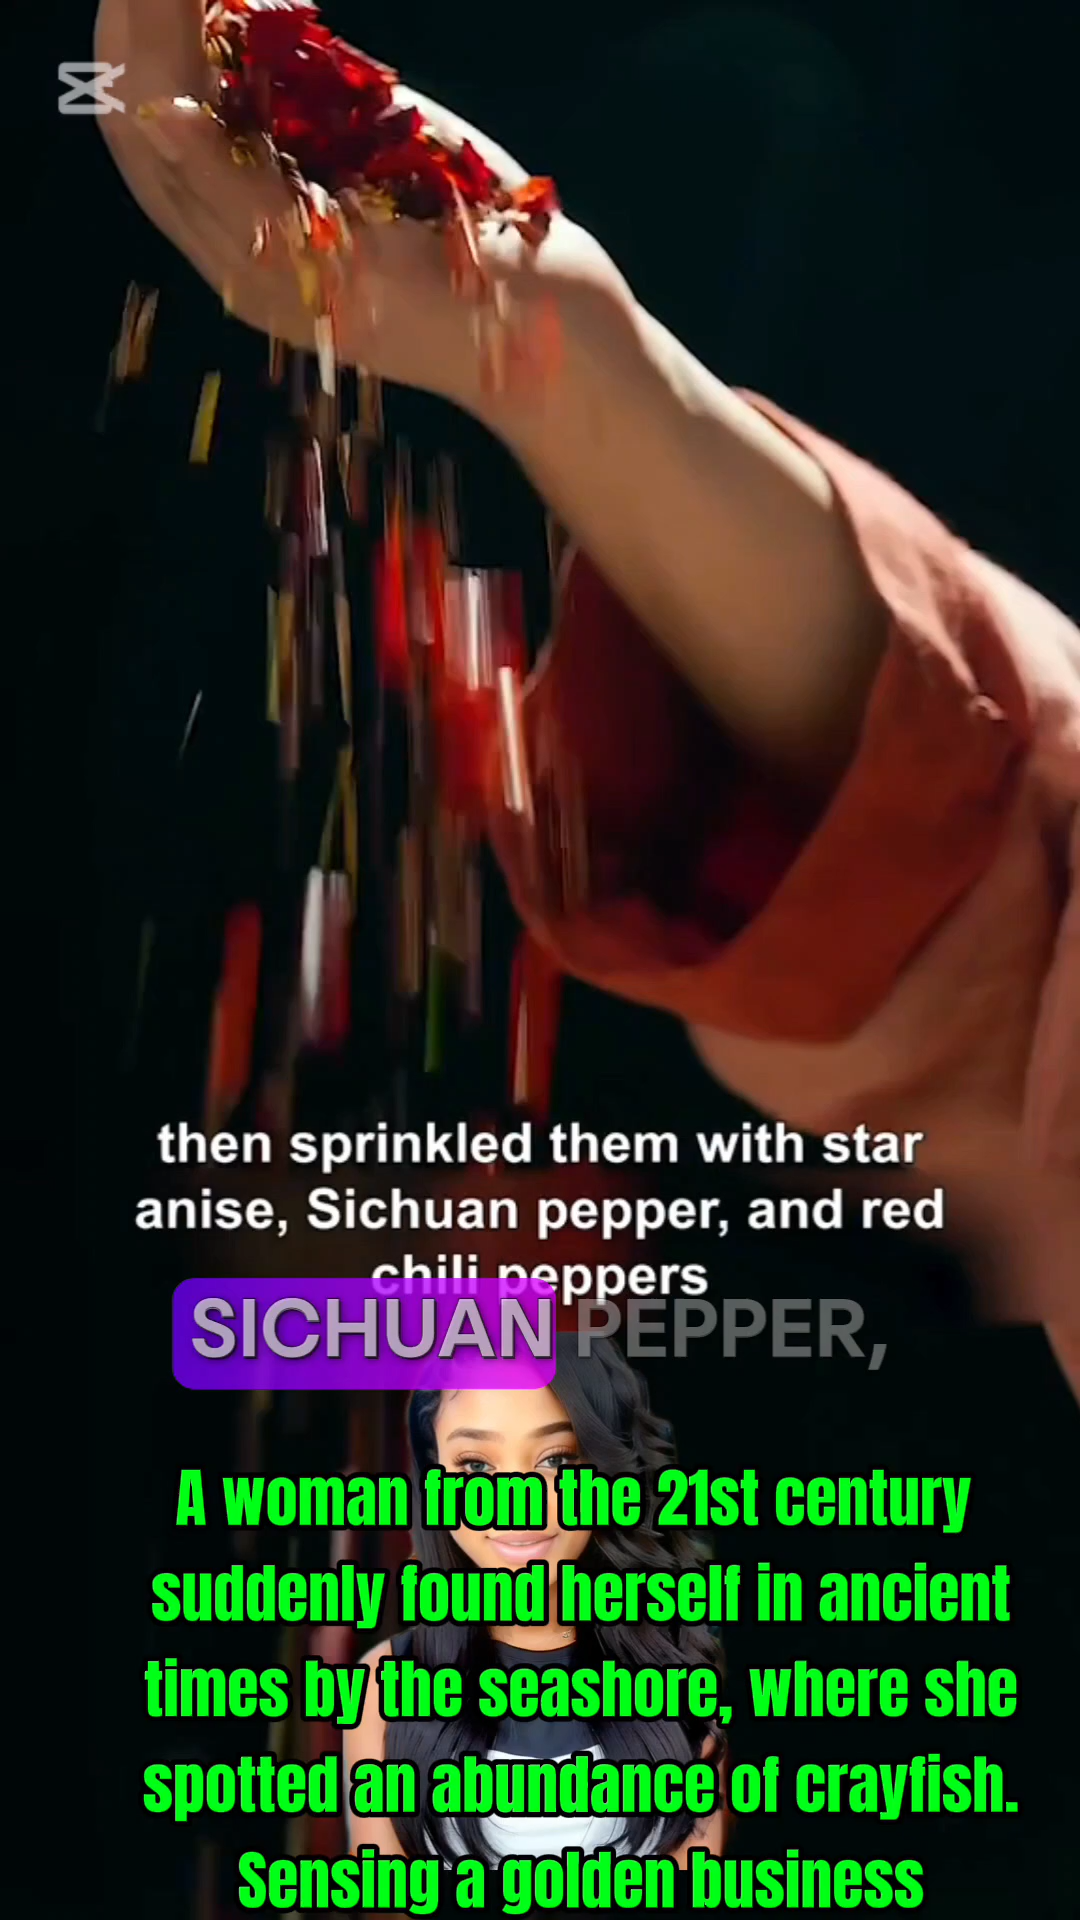 then sprinkled them with star
anise, Sichuan pepper, and red
chili peppers
SICHUAN PEPPER,
A woman from the 21st century
suddenly found herself in ancient
times by the seashore, where she
spotted an abundance of crayfish.
Sensing a golden business